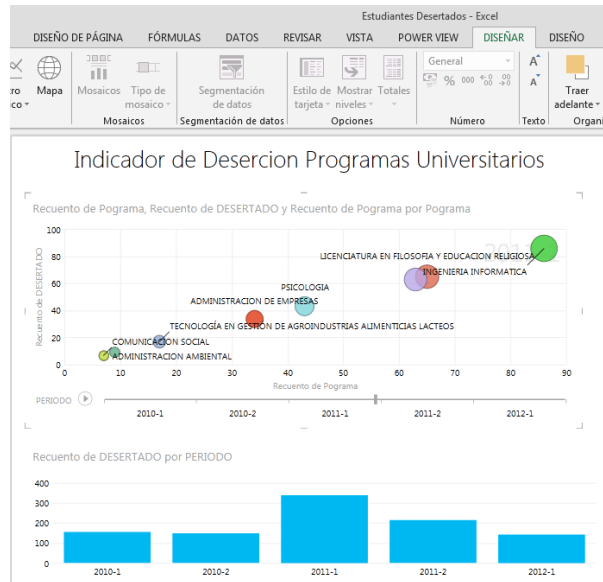 Estudiantes Desertados - Excel
DISEÑO DE PÁGINA FÓRMULAS DATOS REVISAR VISTA POWER VIEW DISEÑAR DISEÑO
Mapa Mosaicos Tipo de mosaico Segmentación de datos Estilo de tarjeta Mostrar niveles Totales General % 000 A A Traer adelante
Mosaicos Segmentación de datos Opciones Número Texto Organi
Indicador de Desercion Programas Universitarios
Recuento de Pograma, Recuento de DESERTADO y Recuento de Pograma por Pograma
Recuento de DESERTADO
100
80
60
40
20
0
LICENCIATURA EN FILOSOFIA Y EDUCACION RELIGIOSA
INGENIERIA INFORMATICA
PSICOLOGIA
ADMINISTRACION DE EMPRESAS
TECNOLOGÍA EN GESTION DE AGROINDUSTRIAS ALIMENTICIAS LACTEOS
COMUNICACION SOCIAL
ADMINISTRACION AMBIENTAL
0 10 20 30 40 50 60 70 80 90
Recuento de Pograma
PERIODO
2010-1 2010-2 2011-1 2011-2 2012-1
Recuento de DESERTADO por PERIODO
400
300
200
100
0
2010-1 2010-2 2011-1 2011-2 2012-1